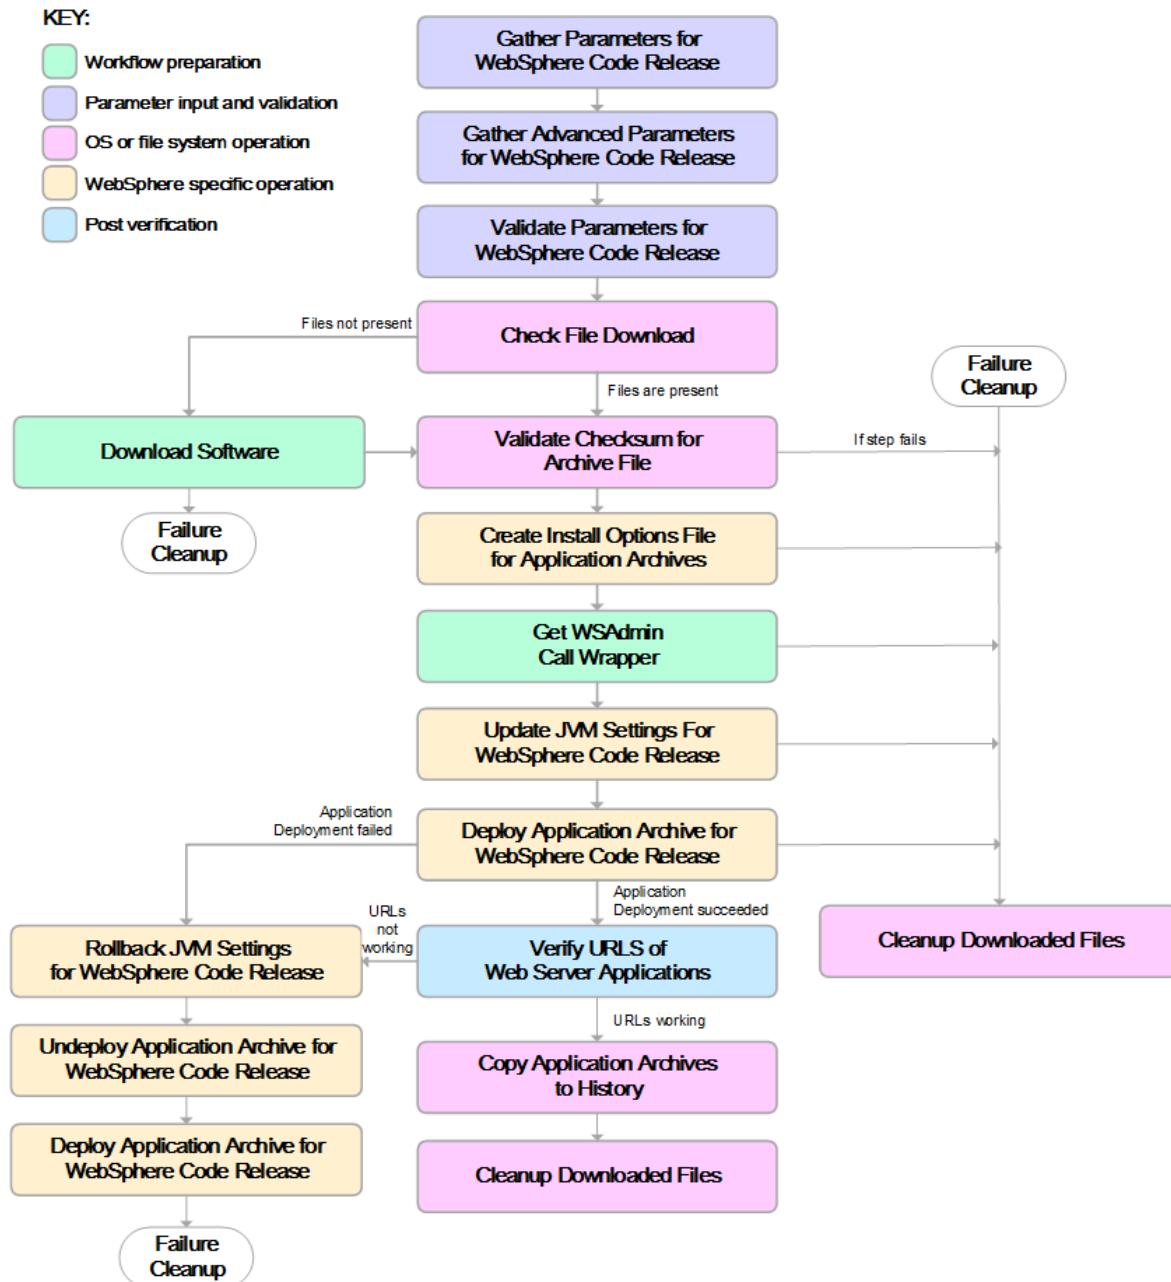 KEY:
Workflow preparation
Parameter input and validation
OS or file system operation
WebSphere specific operation
Post verification
Gather Parameters for
WebSphere Code Release
Gather Advanced Parameters
for WebSphere Code Release
Validate Parameters for
WebSphere Code Release
Files not present
Check File Download
Files are present
Failure
Cleanup
Download Software
Validate Checksum for
Archive File
If step fails
Failure
Cleanup
Create Install Options File
for Application Archives
Get WSAdmin
Call Wrapper
Update JVM Settings For
WebSphere Code Release
Application
Deployment failed
Deploy Application Archive for
WebSphere Code Release
Application
Deployment succeeded
URLs
not
working
Rollback JVM Settings
for WebSphere Code Release
Verify URLS of
Web Server Applications
Cleanup Downloaded Files
URLs working
Undeploy Application Archive for
WebSphere Code Release
Copy Application Archives
to History
Deploy Application Archive for
WebSphere Code Release
Cleanup Downloaded Files
Failure
Cleanup